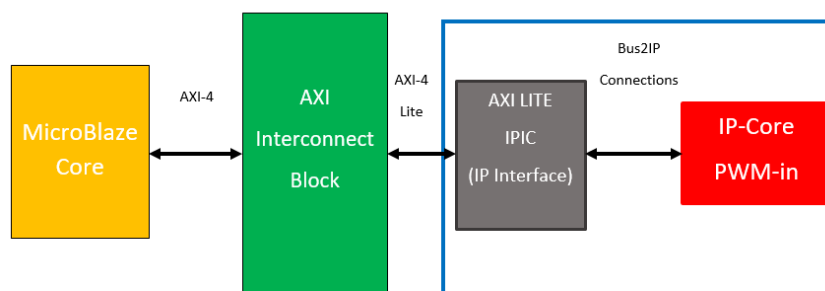 MicroBlaze
Core
AXI-4
AXI
Interconnect
Block
AXI-4
Lite
AXI LITE
IPIC
(IP Interface)
Bus2IP
Connections
IP-Core
PWM-in